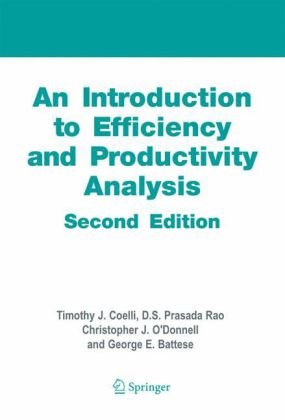 An Introduction
to Efficiency
and Productivity
Analysis
Second Edition
Timothy J. Coelli, D.S. Prasada Rao
Christopher J. O'Donnell
and George E. Battese
Springer